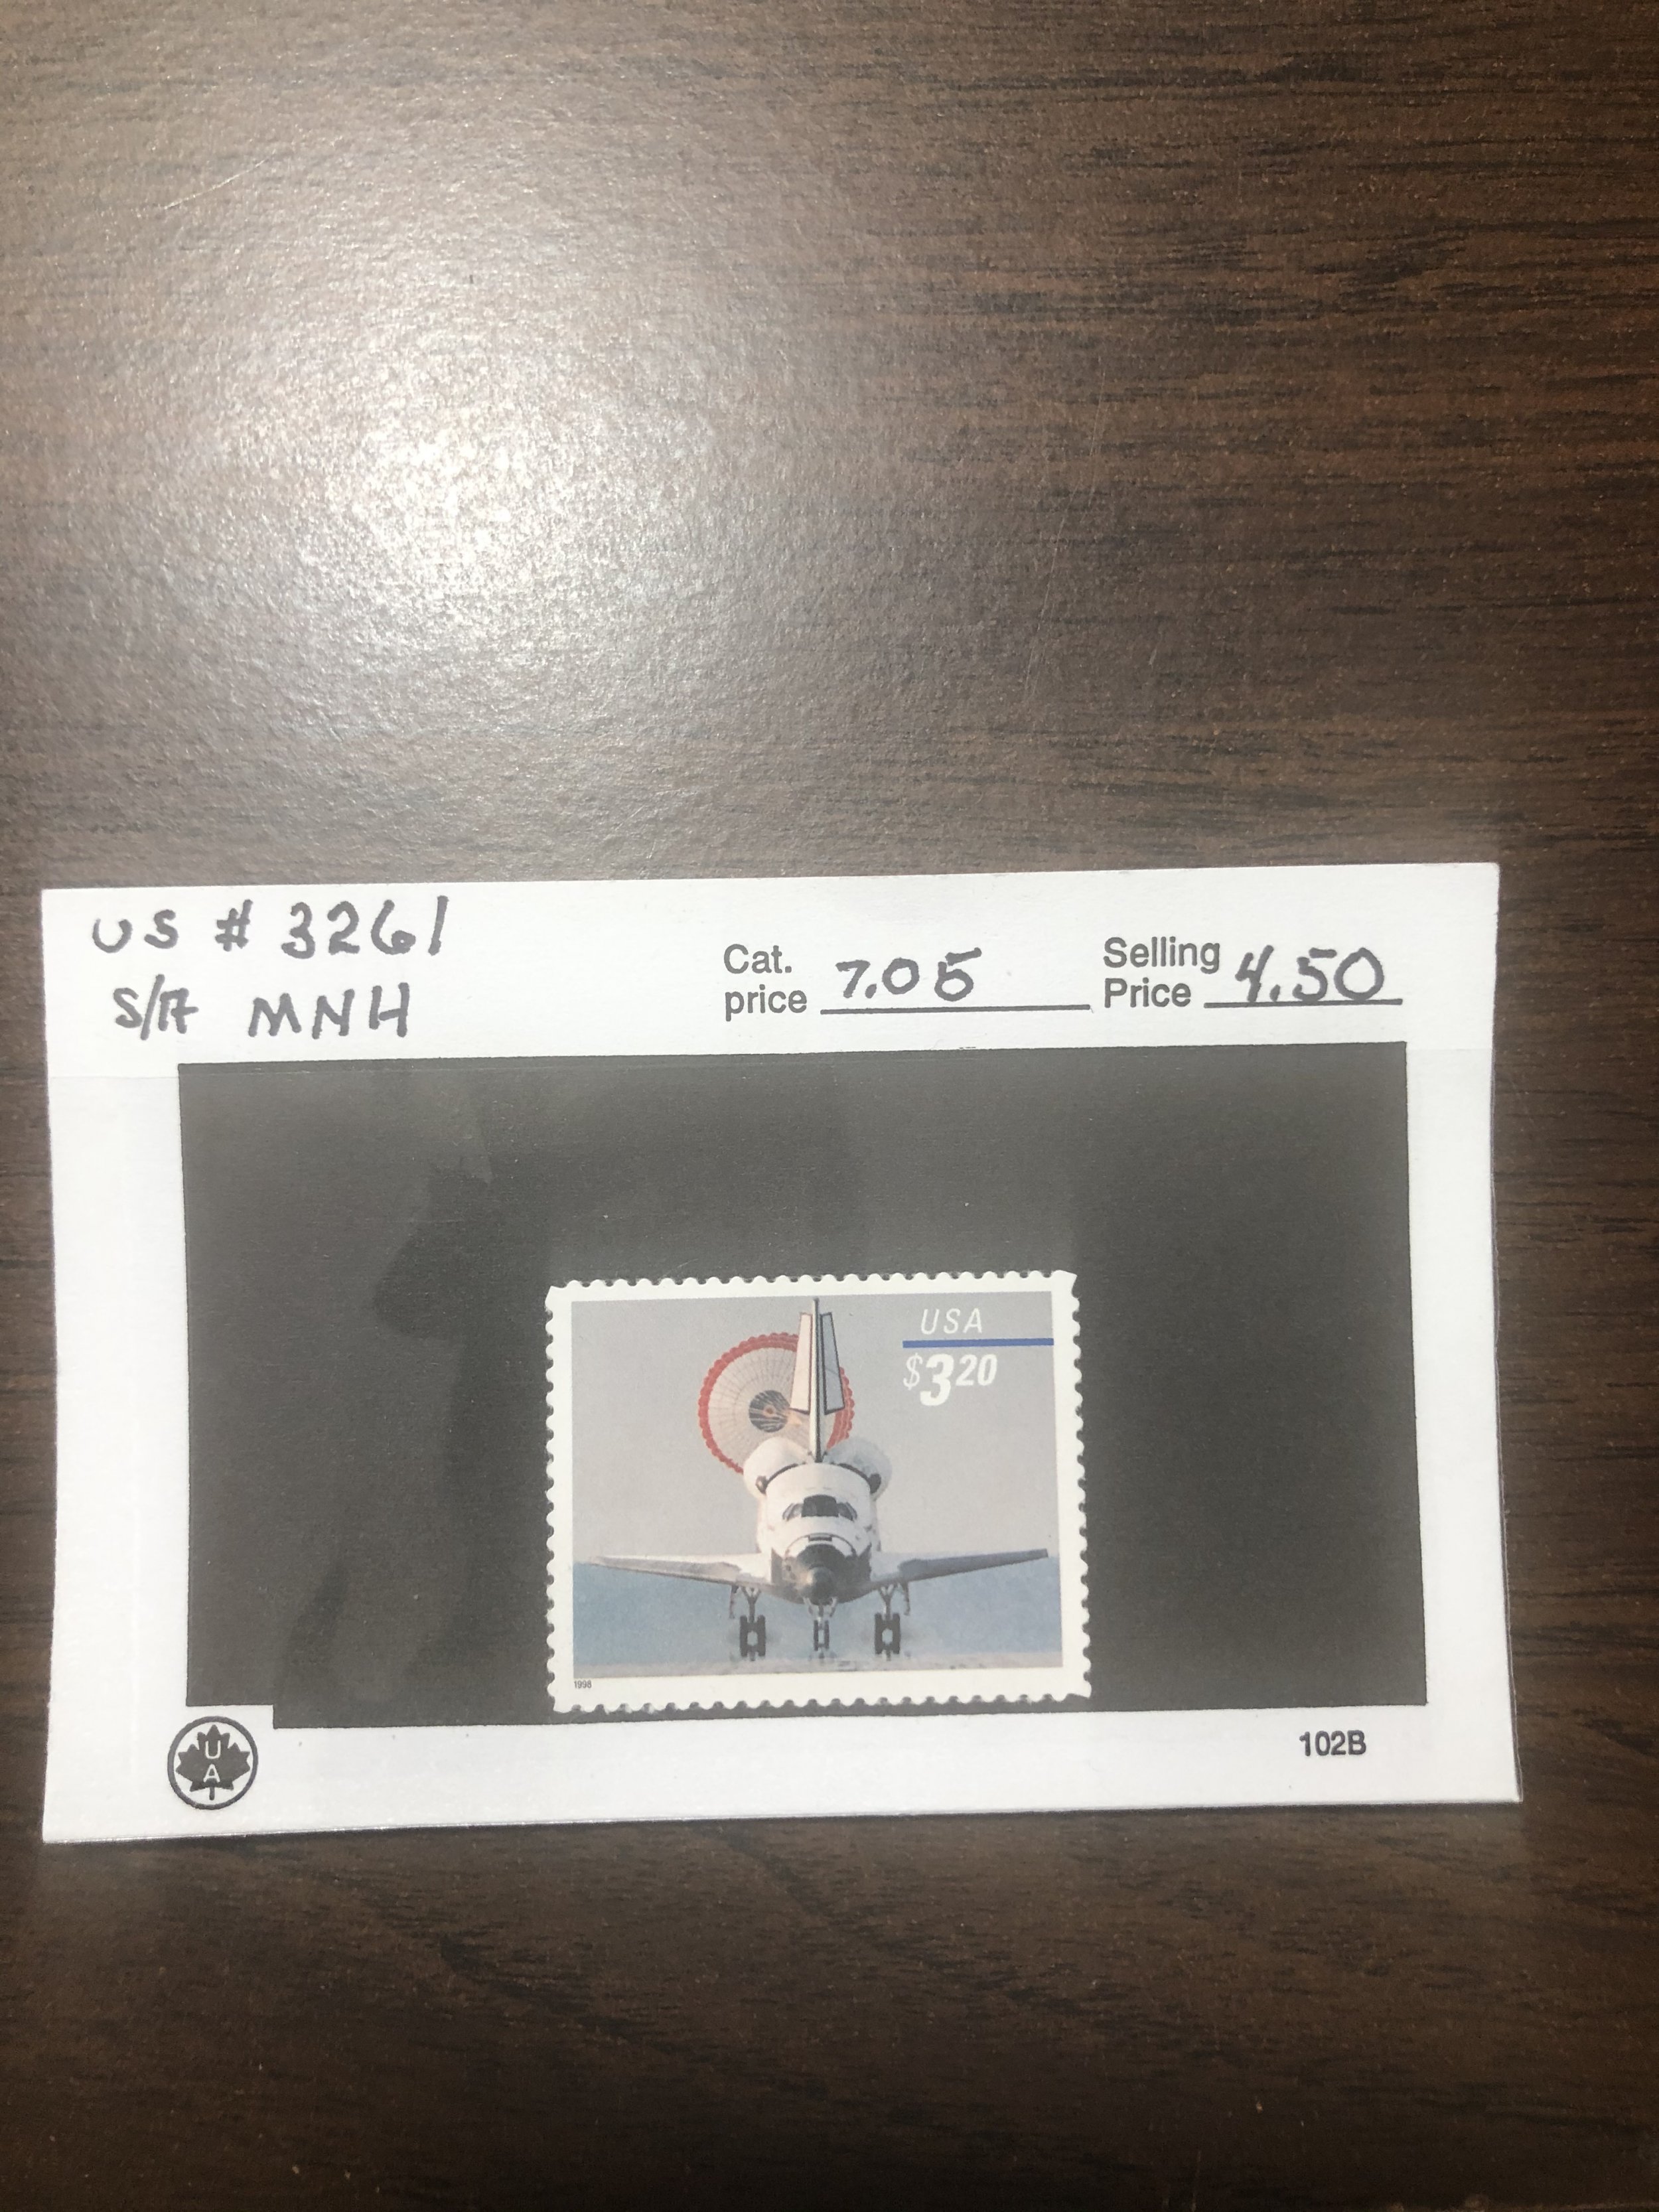 US # 3261
S/A MNH
Cat. price 7.05
Selling Price 4.50
USA
$3 20
1998
U
A
102B